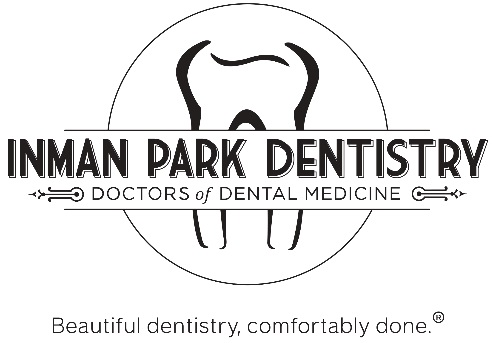 INMAN PARK DENTISTRY
DOCTORS of DENTAL MEDICINE
Beautiful dentistry, comfortably done.®